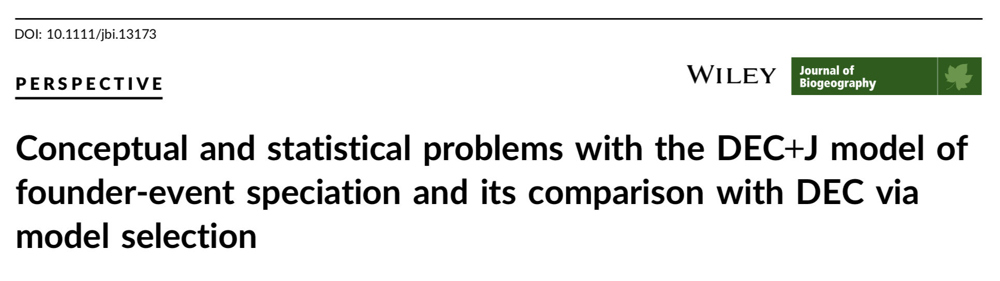 DOI: 10.1111/jbi.13173
PERSPECTIVE
WILEY
Journal of
Biogeography
Conceptual and statistical problems with the DEC+J model of
founder-event speciation and its comparison with DEC via
model selection